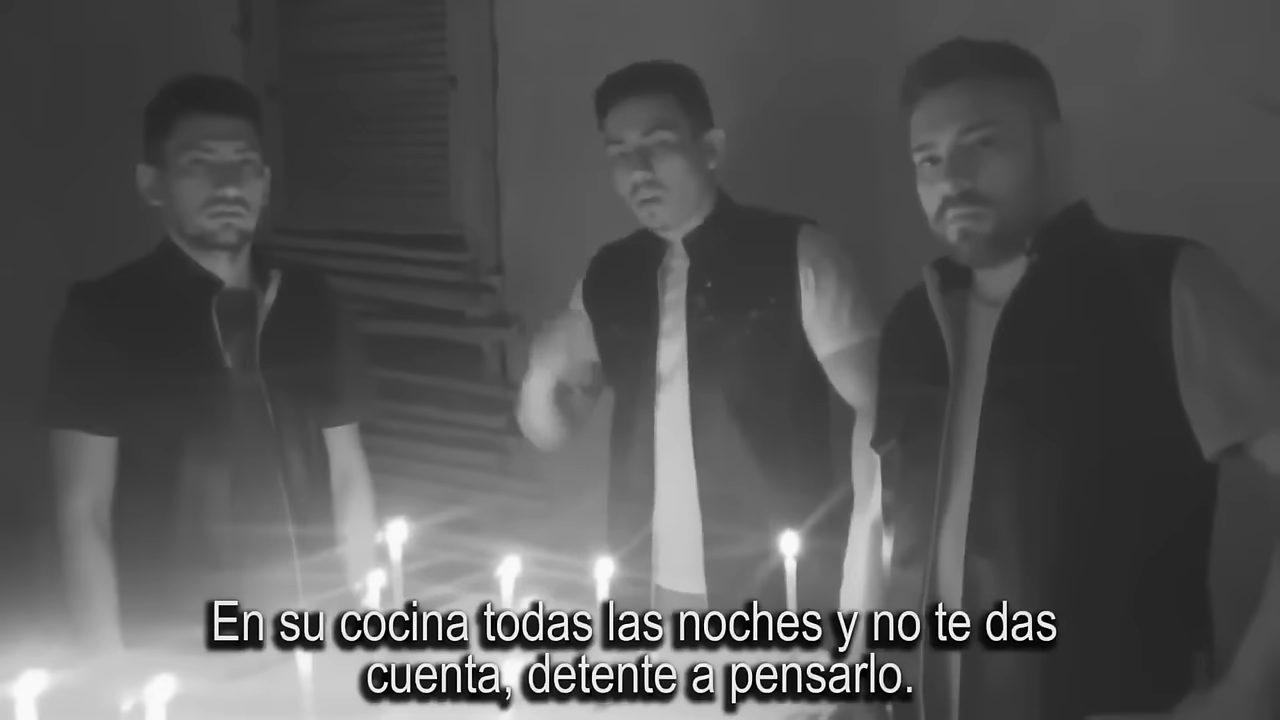 En su cocina todas las noches y no te das
cuenta, detente a pensarlo.